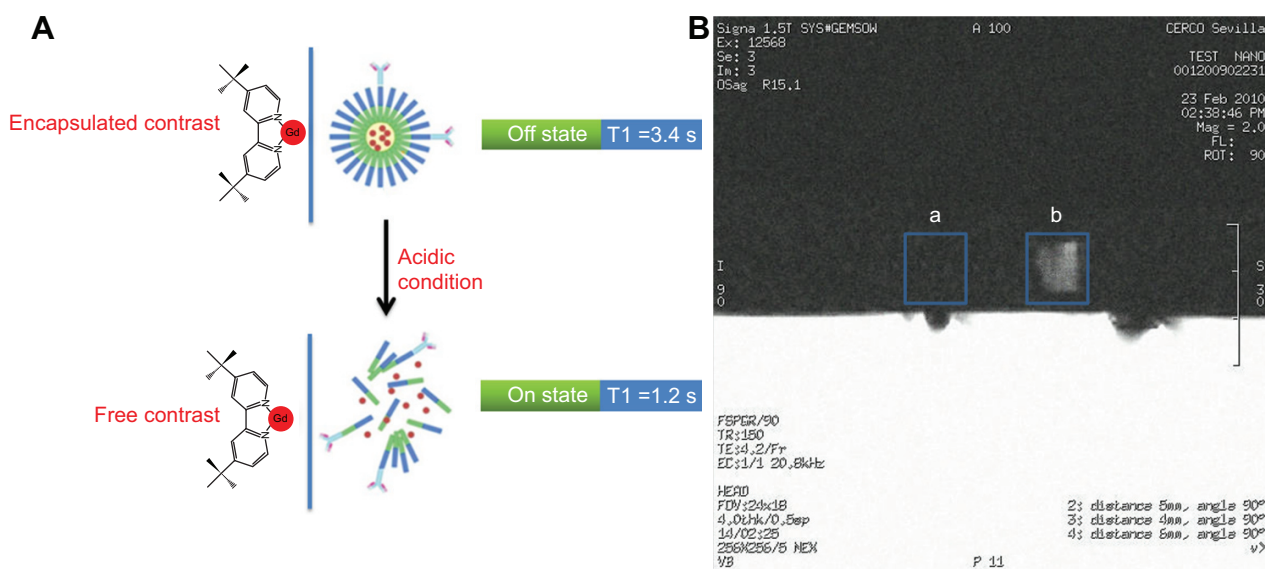 A
Encapsulated contrast
N
N
Gd
Off state
T1 =3.4 s
Acidic
condition
Free contrast
N
N
Gd
On state
T1 =1.2 s
B
Signa 1.5T SYS#GEMSOW
Ex: 12568
Se: 3
Im: 3
OSag R15.1
A 100
CERCO Sevilla
TEST NANO
001200902231
23 Feb 2010
02:38:46 PM
Mag = 2.0
FL:
ROT: 90
a
b
I
9
0
S
3
0
FSPGR/90
TR:150
TE:4.2/Fr
EC:1/1 20.8kHz
HEAD
FOV:24x18
4.0thk/0.5sp
14/02:25
256X256/5 NEX
VB
2: distance 5mm, angle 90°
3: distance 4mm, angle 90°
4: distance 6mm, angle 90°
v>
P 11